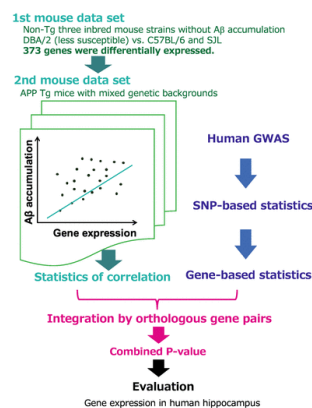 1st mouse data set
Non-Tg three inbred mouse strains without Aβ accumulation
DBA/2 (less susceptible) vs. C57BL/6 and SJL
373 genes were differentially expressed.
2nd mouse data set
APP Tg mice with mixed genetic backgrounds
Aβ accumulation
Gene expression
Statistics of correlation
Human GWAS
SNP-based statistics
Gene-based statistics
Integration by orthologous gene pairs
Combined P-value
Evaluation
Gene expression in human hippocampus